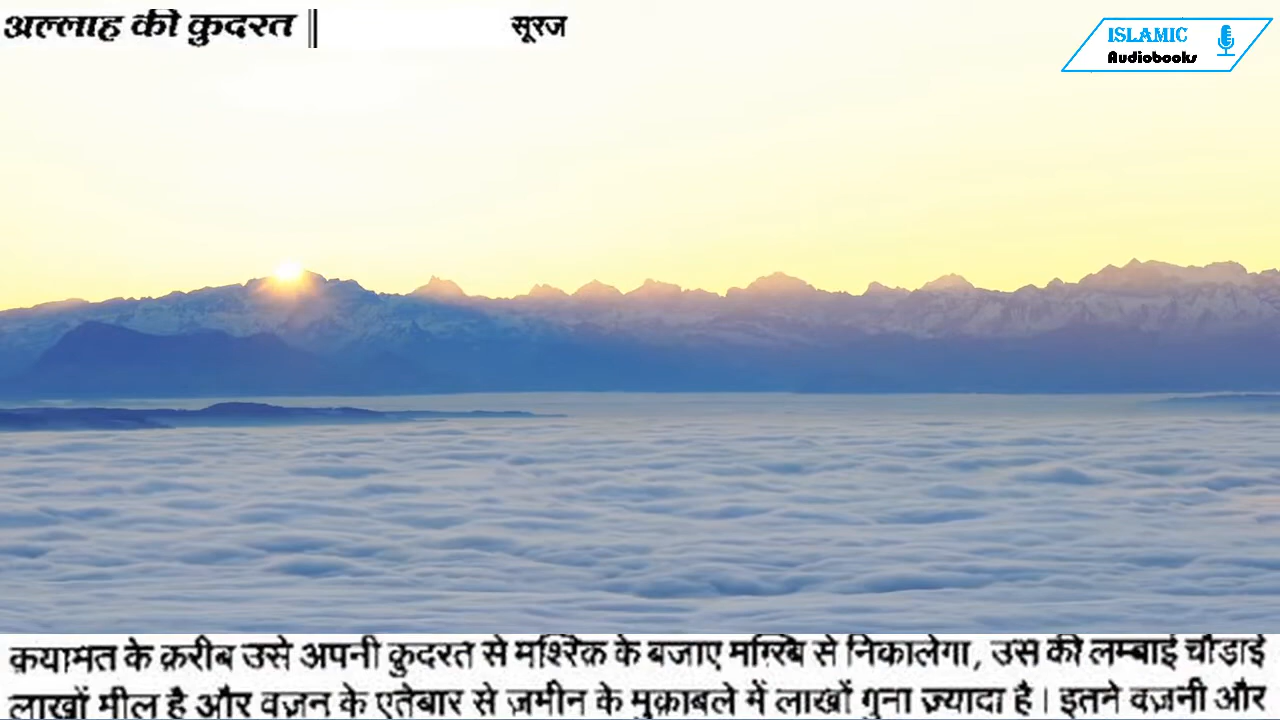 अल्लाह की कुदरत
सूरज
ISLAMIC
Audiobooks
क़यामत के क़रीब उसे अपनी क़ुदरत से मश्रिक़ के बजाए मग्रिब से निकालेगा, उस की लम्बाई चौडाई
लाखों मील है और वज़न के एतेबार से ज़मीन के मुक़ाबले में लाखों गुना ज़्यादा है। इतने वज़नी और